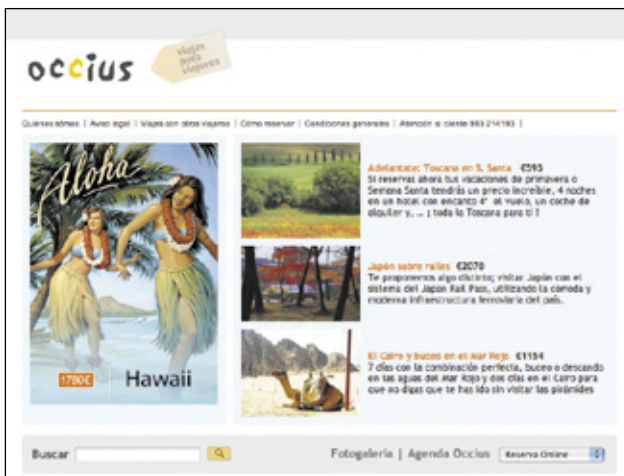 occius
Viajes
para
viajeros
Quiénes somos | Aviso legal | Viajes con otros viajeros | Cómo reservar | Condiciones generales | Atención al cliente 983 214193 |
Aloha
1780€ Hawaii
Adelántate: Toscana en S. Santa €595
Si reservas ahora tus vacaciones de primavera o
Semana Santa tendrás un precio increíble, 4 noches
en un hotel con encanto 4* el vuelo, un coche de
alquiler y, ... ¡ toda la Toscana para ti !
Japón sobre railes €2070
Te proponemos algo distinto; visitar Japón con el
sistema del Japan Rail Pass, utilizando la comoda y
moderna infraestructura ferroviaria del país.
El Cairo y buceo en el Mar Rojo €1154
7 días con la combinación perfecta, buceo o descando
en las aguas del Mar Rojo y dos días en el Cairo para
que no digas que te has ido sin visitar las pirámides
Buscar
Fotogalería | Agenda Occius Reserva Online